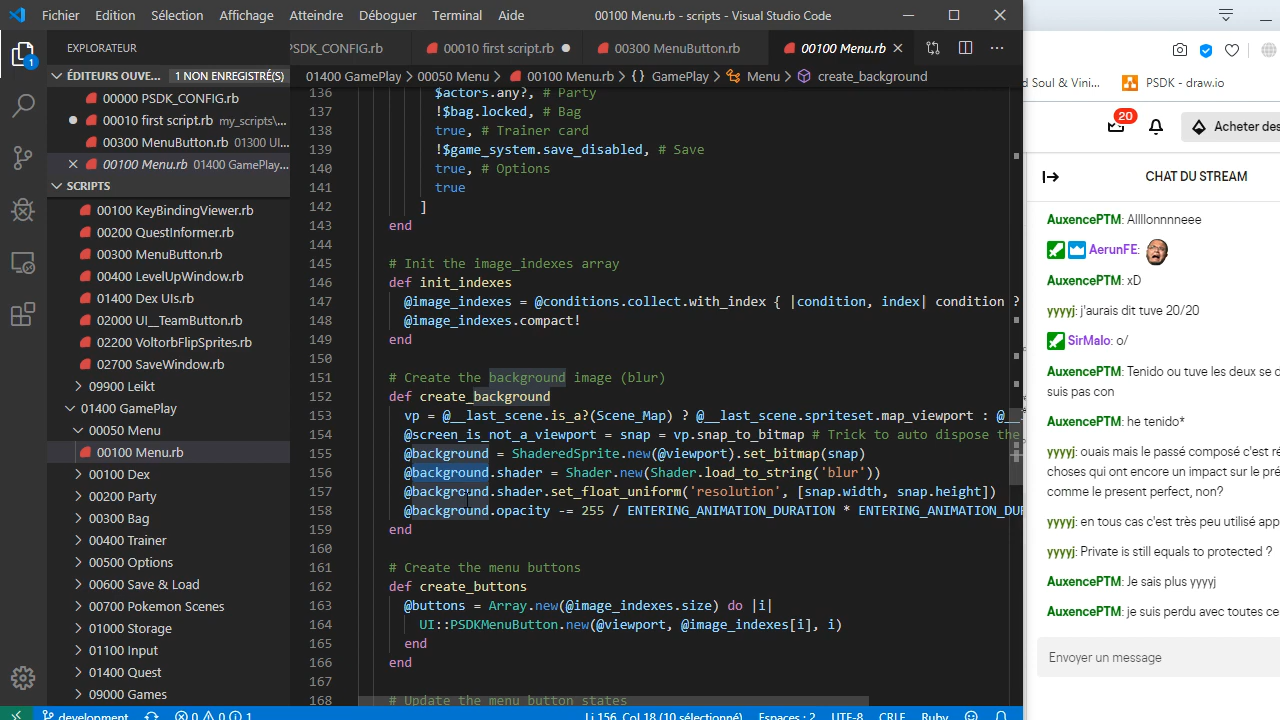 Fichier Edition Sélection Affichage Atteindre Déboguer Terminal Aide 00100 Menu.rb - scripts - Visual Studio Code
EXPLORATEUR
PSDK_CONFIG.rb 00010 first script.rb 00300 MenuButton.rb 00100 Menu.rb
ÉDITEURS OUVE... 1 NON ENREGISTRÉ(S)
00000 PSDK_CONFIG.rb
00010 first script.rb my_scripts\...
00300 MenuButton.rb 01300 UI...
00100 Menu.rb 01400 GamePlay...
SCRIPTS
00100 KeyBindingViewer.rb
00200 QuestInformer.rb
00300 MenuButton.rb
00400 LevelUpWindow.rb
01400 Dex UIs.rb
02000 UI__TeamButton.rb
02200 VoltorbFlipSprites.rb
02700 SaveWindow.rb
09900 Leikt
01400 GamePlay
00050 Menu
00100 Menu.rb
00100 Dex
00200 Party
00300 Bag
00400 Trainer
00500 Options
00600 Save & Load
00700 Pokemon Scenes
01000 Storage
01100 Input
01400 Quest
09000 Games
01400 GamePlay > 00050 Menu > 00100 Menu.rb > {} GamePlay > Menu > create_background
136 $actors.any?, # Party
137 !$bag.locked, # Bag
138 true, # Trainer card
139 !$game_system.save_disabled, # Save
140 true, # Options
141 true
142 ]
143 end
144
145 # Init the image_indexes array
146 def init_indexes
147 @image_indexes = @conditions.collect.with_index { |condition, index| condition ?
148 @image_indexes.compact!
149 end
150
151 # Create the background image (blur)
152 def create_background
153 vp = @__last_scene.is_a?(Scene_Map) ? @__last_scene.spriteset.map_viewport : @__l
154 @screen_is_not_a_viewport = snap = vp.snap_to_bitmap # Trick to auto dispose the
155 @background = ShaderedSprite.new(@viewport).set_bitmap(snap)
156 @background.shader = Shader.new(Shader.load_to_string('blur'))
157 @background.shader.set_float_uniform('resolution', [snap.width, snap.height])
158 @background.opacity -= 255 / ENTERING_ANIMATION_DURATION * ENTERING_ANIMATION_DUR
159 end
160
161 # Create the menu buttons
162 def create_buttons
163 @buttons = Array.new(@image_indexes.size) do |i|
164 UI::PSDKMenuButton.new(@viewport, @image_indexes[i], i)
165 end
166 end
167
168 # Update the menu button states
development 0 0 1 Li 156, Col 18 (10 sélectionné) Espaces : 2 UTF-8 CRLF Ruby
d Soul & Vini... PSDK - draw.io
20 Acheter des
CHAT DU STREAM
AuxencePTM: Allllonnnneee
AerunFE:
AuxencePTM: xD
yyyyj: j'aurais dit tuve 20/20
SirMalo: o/
AuxencePTM: Tenido ou tuve les deux se d
suis pas con
AuxencePTM: he tenido*
yyyyj: ouais mais le passé composé c'est ré
choses qui ont encore un impact sur le pré
comme le present perfect, non?
yyyyj: en tous cas c'est très peu utilisé app
yyyyj: Private is still equals to protected ?
AuxencePTM: Je sais plus yyyyj
AuxencePTM: je suis perdu avec toutes ce
Envoyer un message